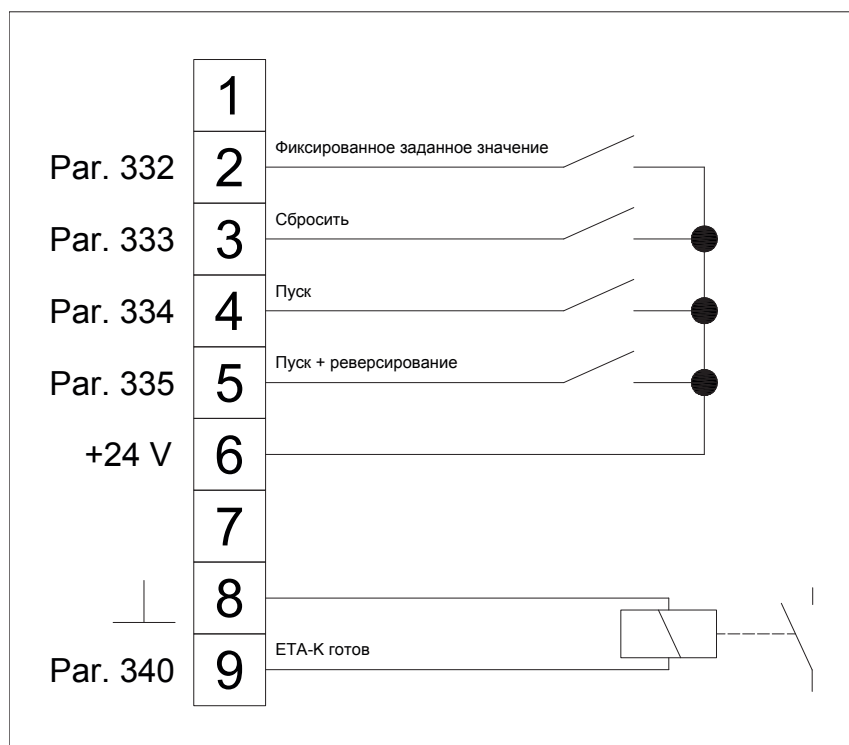 1
Par. 332 2 Фиксированное заданное значение
Par. 333 3 Сбросить
Par. 334 4 Пуск
Par. 335 5 Пуск + реверсирование
+24 V 6
7
8
Par. 340 9 ETA-K готов